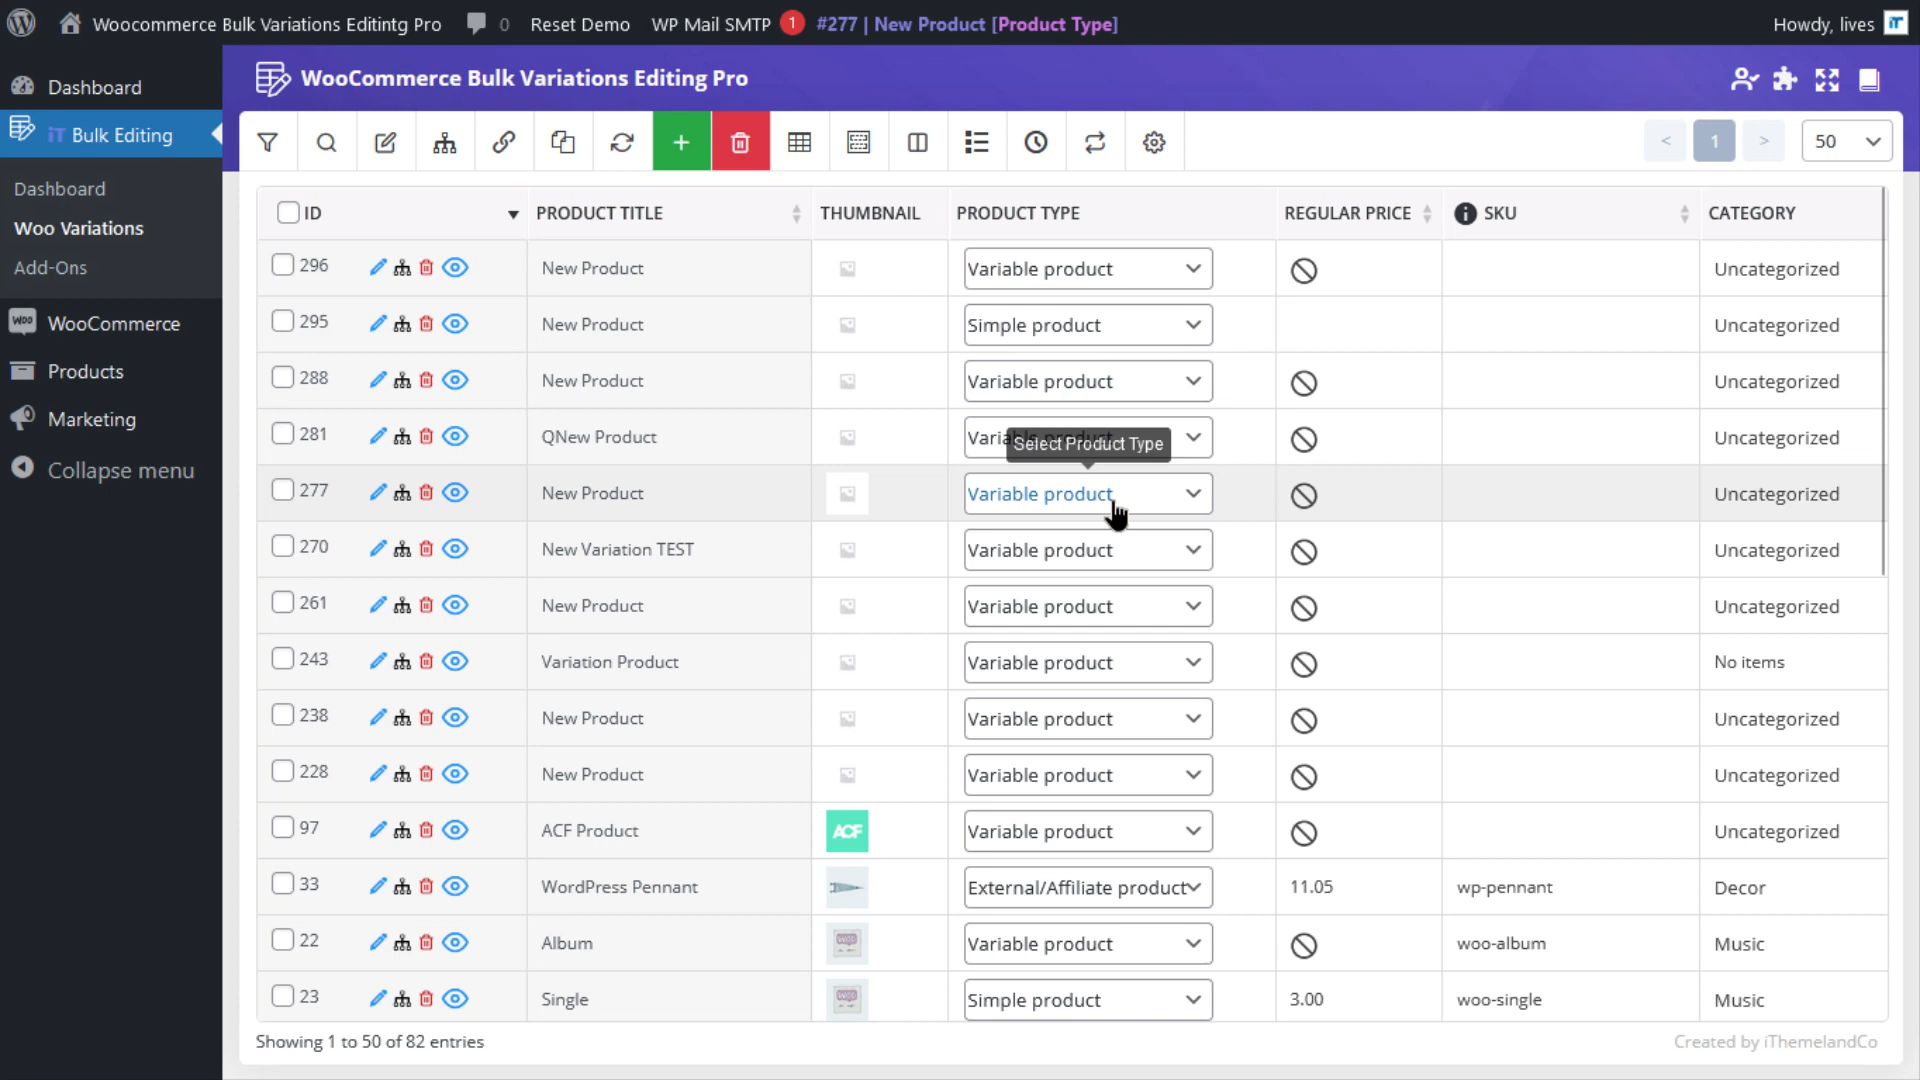 Woocommerce Bulk Variations Editintg Pro 0 Reset Demo WP Mail SMTP 1 #277 | New Product [Product Type] Howdy, lives iT
Dashboard
iT Bulk Editing
Dashboard
Woo Variations
Add-Ons
WOO WooCommerce
Products
Marketing
Collapse menu
WooCommerce Bulk Variations Editing Pro
+ < 1 > 50
ID PRODUCT TITLE THUMBNAIL PRODUCT TYPE REGULAR PRICE SKU CATEGORY
296 New Product Variable product Uncategorized
295 New Product Simple product Uncategorized
288 New Product Variable product Uncategorized
281 QNew Product Uncategorized
Select Product Type
277 New Product Variable product Uncategorized
270 New Variation TEST Variable product Uncategorized
261 New Product Variable product Uncategorized
243 Variation Product Variable product No items
238 New Product Variable product Uncategorized
228 New Product Variable product Uncategorized
97 ACF Product ACF Variable product Uncategorized
33 WordPress Pennant External/Affiliate product 11.05 wp-pennant Decor
22 Album WOO Variable product woo-album Music
23 Single WOO Simple product 3.00 woo-single Music
Showing 1 to 50 of 82 entries
Created by iThemelandCo